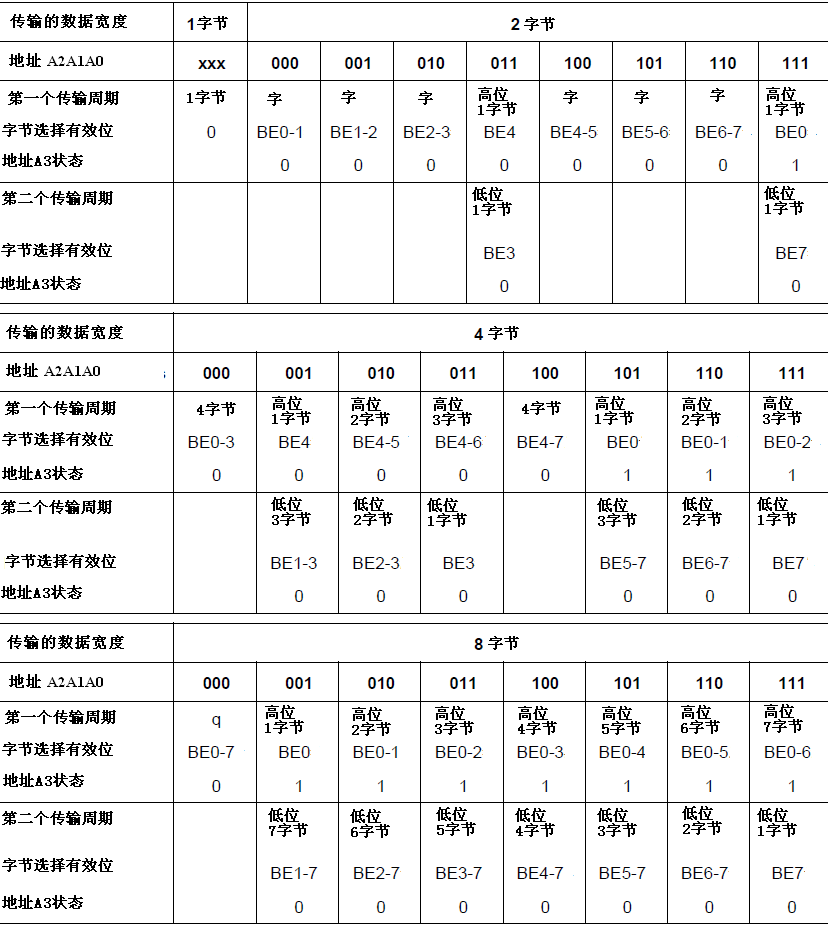 传输的数据宽度 1字节 2字节
地址 A2A1A0 xxx 000 001 010 011 100 101 110 111
第一个传输周期 1字节 字 字 字 高位1字节 字 字 字 高位1字节
字节选择有效位 0 BE0-1 BE1-2 BE2-3 BE4 BE4-5 BE5-6 BE6-7 BE0
地址A3状态 0 0 0 0 0 0 0 1
第二个传输周期 低位1字节 低位1字节
字节选择有效位 BE3 BE7
地址A3状态 0 0
传输的数据宽度 4字节
地址 A2A1A0 000 001 010 011 100 101 110 111
第一个传输周期 4字节 高位1字节 高位2字节 高位3字节 4字节 高位1字节 高位2字节 高位3字节
字节选择有效位 BE0-3 BE4 BE4-5 BE4-6 BE4-7 BE0 BE0-1 BE0-2
地址A3状态 0 0 0 0 0 1 1 1
第二个传输周期 低位3字节 低位2字节 低位1字节 低位3字节 低位2字节 低位1字节
字节选择有效位 BE1-3 BE2-3 BE3 BE5-7 BE6-7 BE7
地址A3状态 0 0 0 0 0 0
传输的数据宽度 8字节
地址 A2A1A0 000 001 010 011 100 101 110 111
第一个传输周期 q 高位1字节 高位2字节 高位3字节 高位4字节 高位5字节 高位6字节 高位7字节
字节选择有效位 BE0-7 BE0 BE0-1 BE0-2 BE0-3 BE0-4 BE0-5 BE0-6
地址A3状态 0 1 1 1 1 1 1 1
第二个传输周期 低位7字节 低位6字节 低位5字节 低位4字节 低位3字节 低位2字节 低位1字节
字节选择有效位 BE1-7 BE2-7 BE3-7 BE4-7 BE5-7 BE6-7 BE7
地址A3状态 0 0 0 0 0 0 0